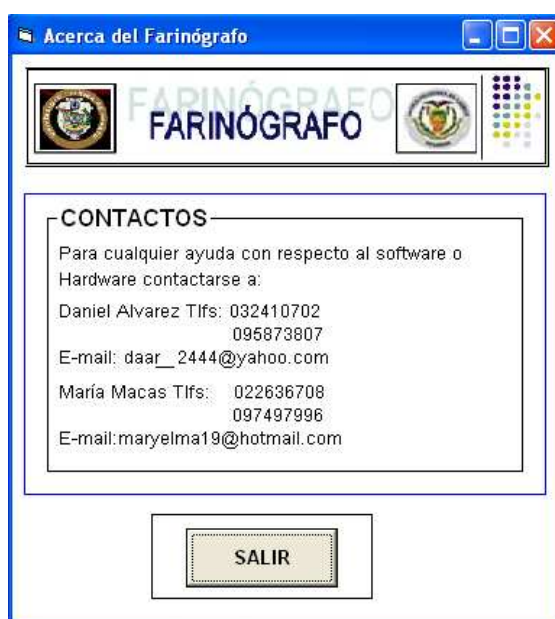 Acerca del Farinógrafo
FARINÓGRAFO
FARINÓGRAFO
CONTACTOS
Para cualquier ayuda con respecto al software o
Hardware contactarse a:
Daniel Alvarez Tlfs: 032410702
095873807
E-mail: daar__2444@yahoo.com
María Macas Tlfs: 022636708
097497996
E-mail:maryelma19@hotmail.com
SALIR